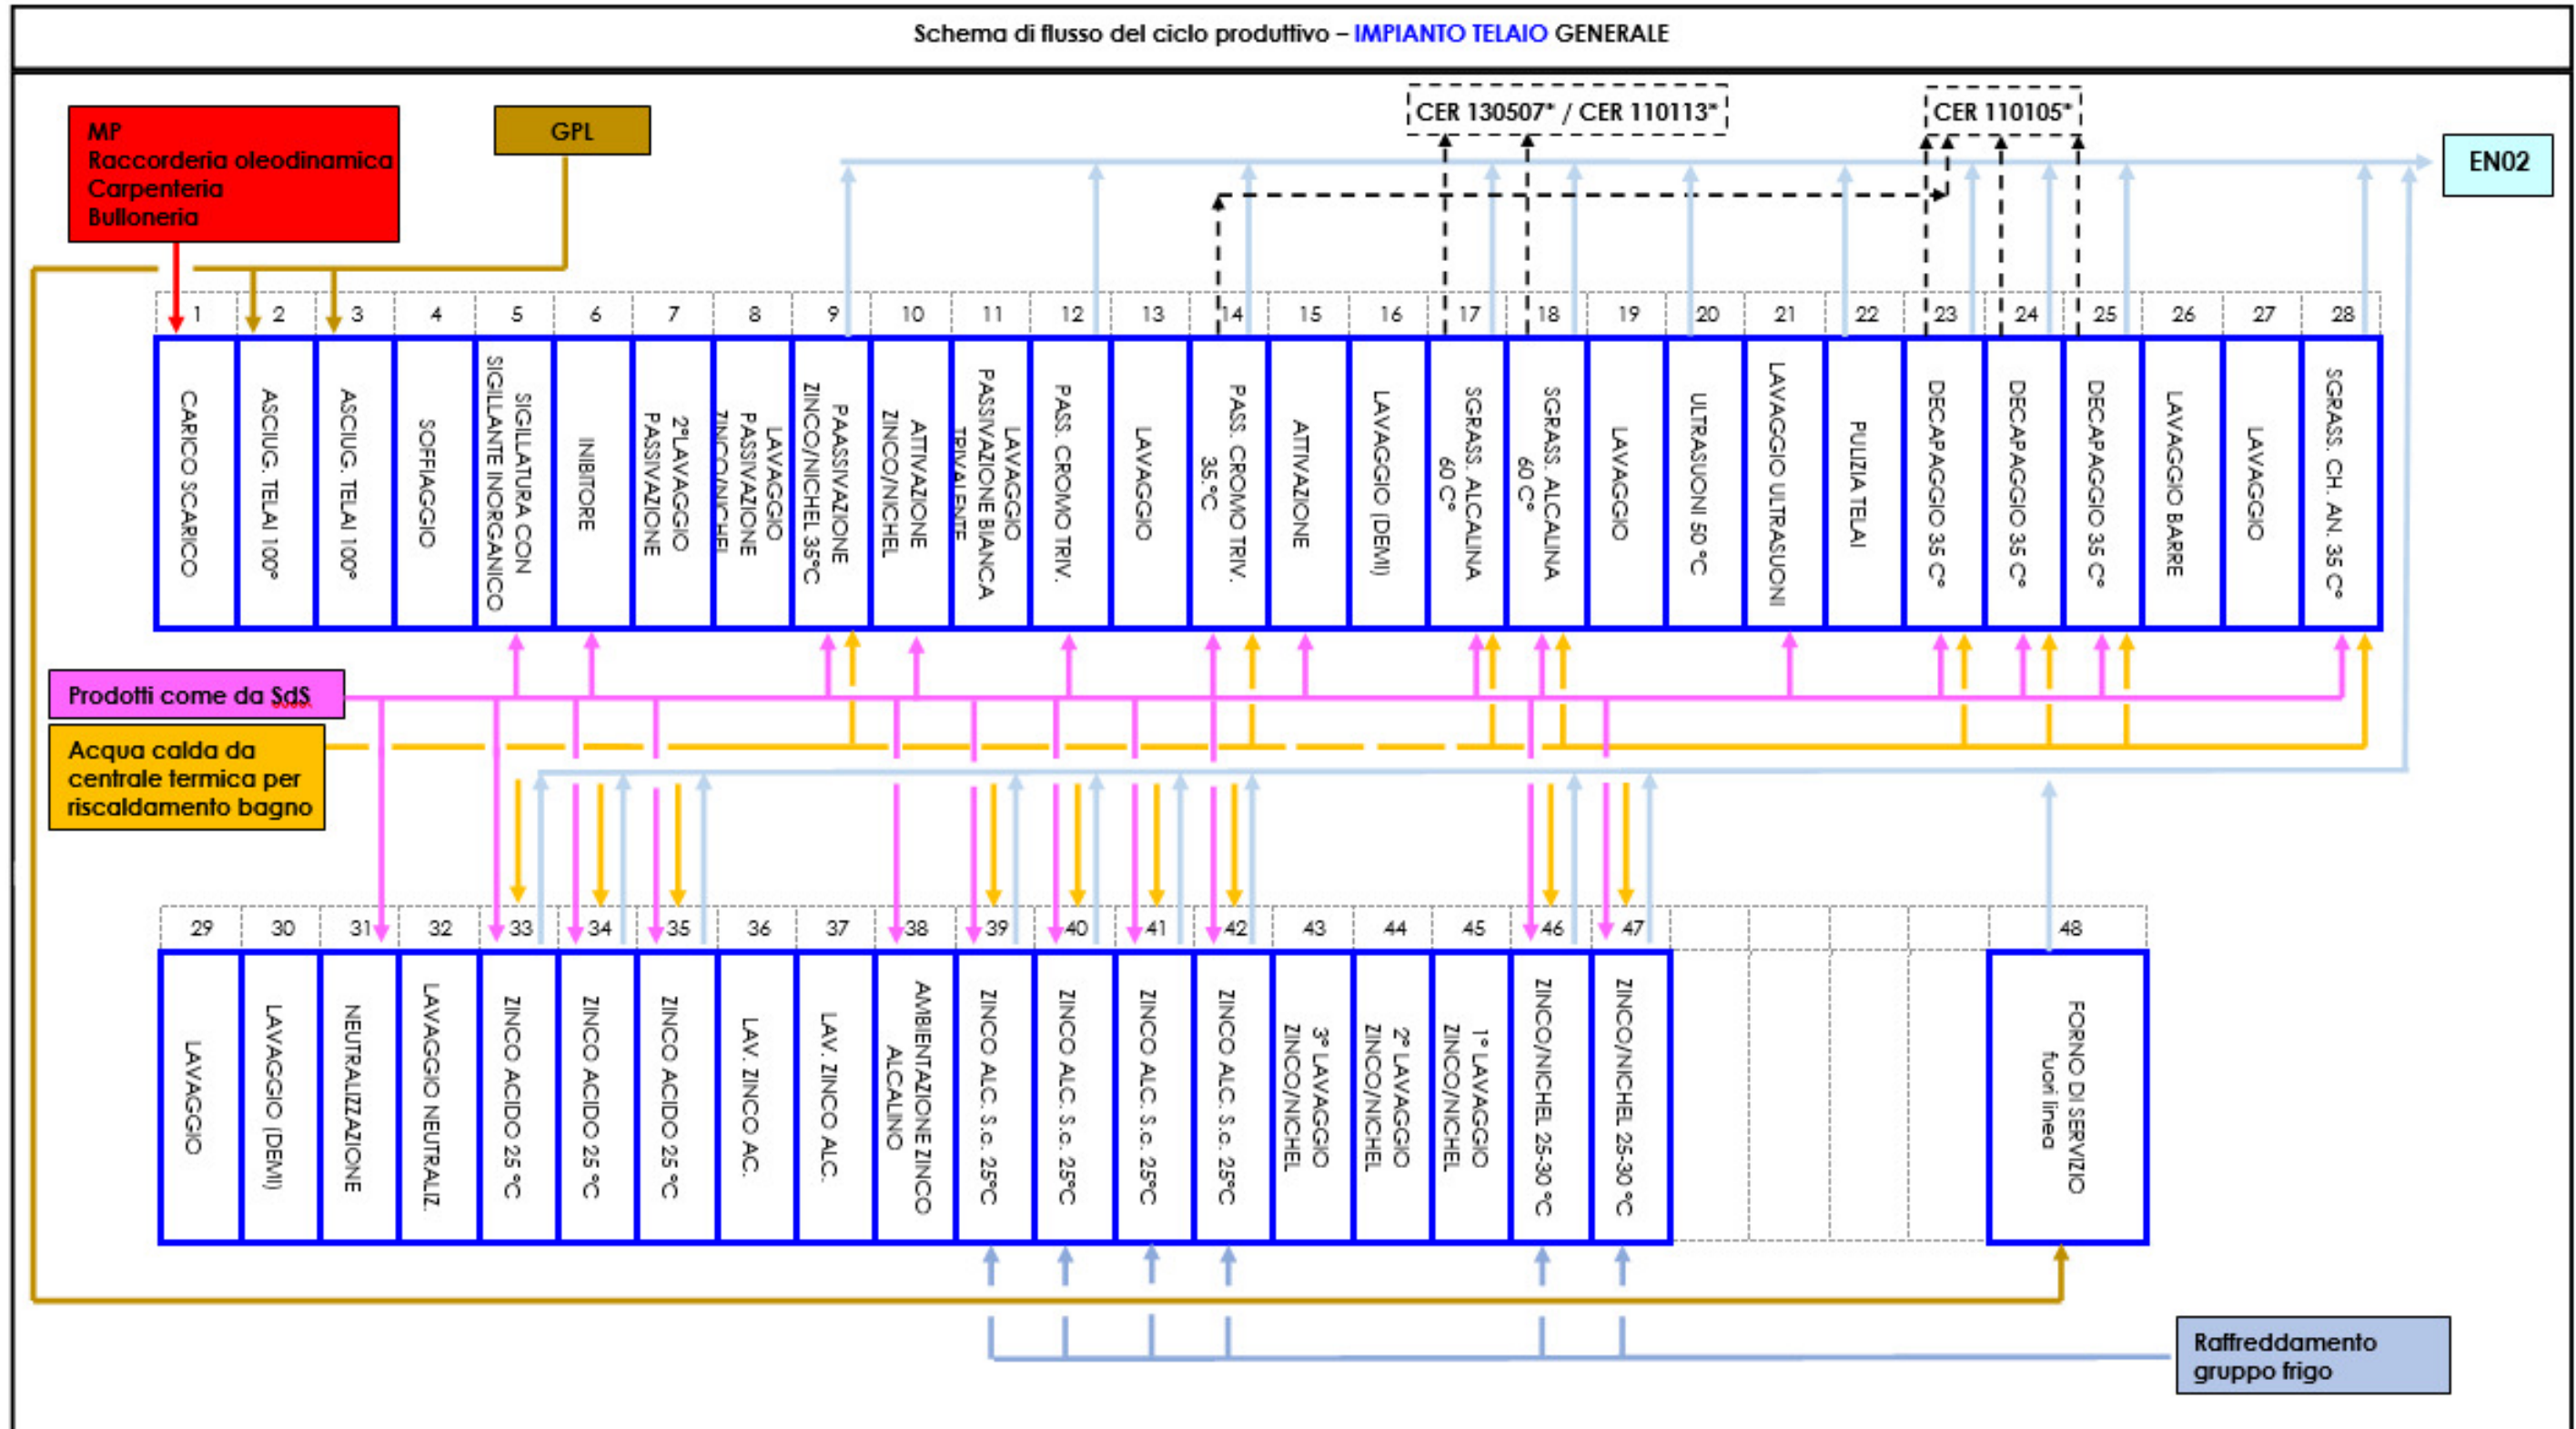 Schema di flusso del ciclo produttivo – IMPIANTO TELAIO GENERALE
MP
Raccorderia oleodinamica
Carpenteria
Bulloneria
GPL
CER 130507* / CER 110113*
CER 110105*
EN02
1 2 3 4 5 6 7 8 9 10 11 12 13 14 15 16 17 18 19 20 21 22 23 24 25 26 27 28
CARICO SCARICO
ASCIUG. TELAI 100°
ASCIUG. TELAI 100°
SOFFIAGGIO
SIGILLATURA CON
SIGILLANTE INORGANICO
INIBITORE
2°LAVAGGIO
PASSIVAZIONE
LAVAGGIO
PASSIVAZIONE
ZINCO/NICHEL
PAASSIVAZIONE
ZINCO/NICHEL 35°C
ATTIVAZIONE
ZINCO/NICHEL
LAVAGGIO
PASSIVAZIONE BIANCA
TRIVALENTE
PASS. CROMO TRIV.
LAVAGGIO
PASS. CROMO TRIV.
35 °C
ATTIVAZIONE
LAVAGGIO (DEMI)
SGRASS. ALCALINA
60 C°
SGRASS. ALCALINA
60 C°
LAVAGGIO
ULTRASUONI 50 °C
LAVAGGIO ULTRASUONI
PULIZIA TELAI
DECAPAGGIO 35 C°
DECAPAGGIO 35 C°
DECAPAGGIO 35 C°
LAVAGGIO BARRE
LAVAGGIO
SGRASS. CH. AN. 35 C°
Prodotti come da SdS
Acqua calda da
centrale termica per
riscaldamento bagno
29 30 31 32 33 34 35 36 37 38 39 40 41 42 43 44 45 46 47 48
LAVAGGIO
LAVAGGIO (DEMI)
NEUTRALIZZAZIONE
LAVAGGIO NEUTRALIZ.
ZINCO ACIDO 25 °C
ZINCO ACIDO 25 °C
ZINCO ACIDO 25 °C
LAV. ZINCO AC.
LAV. ZINCO ALC.
AMBIENTAZIONE ZINCO
ALCALINO
ZINCO ALC. S.c. 25°C
ZINCO ALC. S.c. 25°C
ZINCO ALC. S.c. 25°C
ZINCO ALC. S.c. 25°C
3° LAVAGGIO
ZINCO/NICHEL
2° LAVAGGIO
ZINCO/NICHEL
1° LAVAGGIO
ZINCO/NICHEL
ZINCO/NICHEL 25-30 °C
ZINCO/NICHEL 25-30 °C
FORNO DI SERVIZIO
fuori linea
Raffreddamento
gruppo frigo